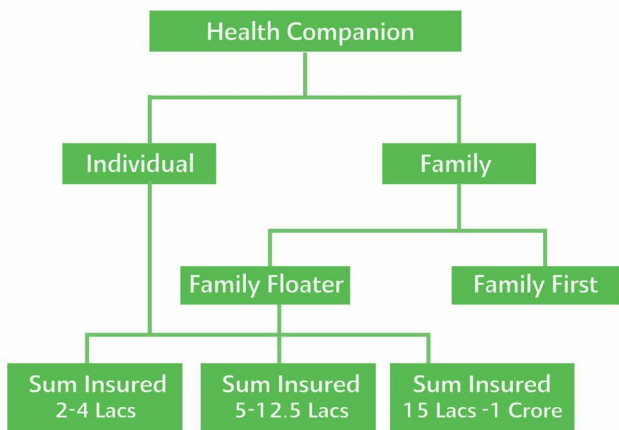 Health Companion
Individual
Family
Family Floater
Family First
Sum Insured
2-4 Lacs
Sum Insured
5-12.5 Lacs
Sum Insured
15 Lacs -1 Crore